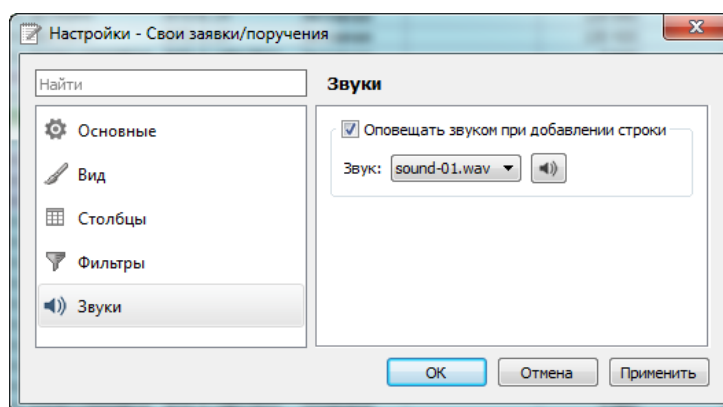 Настройки - Свои заявки/поручения
Найти
Основные
Вид
Столбцы
Фильтры
Звуки
Звуки
Оповещать звуком при добавлении строки
Звук: sound-01.wav
OK Отмена Применить